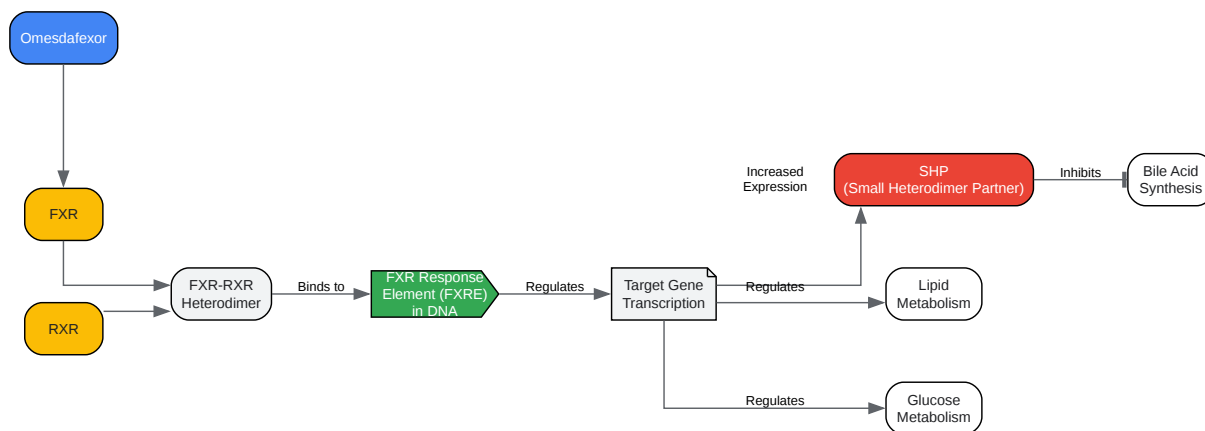 Omesdafexor
FXR
RXR
FXR-RXR
Heterodimer
Binds to
FXR Response
Element (FXRE)
in DNA
Regulates
Target Gene
Transcription
Increased
Expression
SHP
(Small Heterodimer Partner)
Inhibits
Bile Acid
Synthesis
Regulates
Lipid
Metabolism
Regulates
Glucose
Metabolism